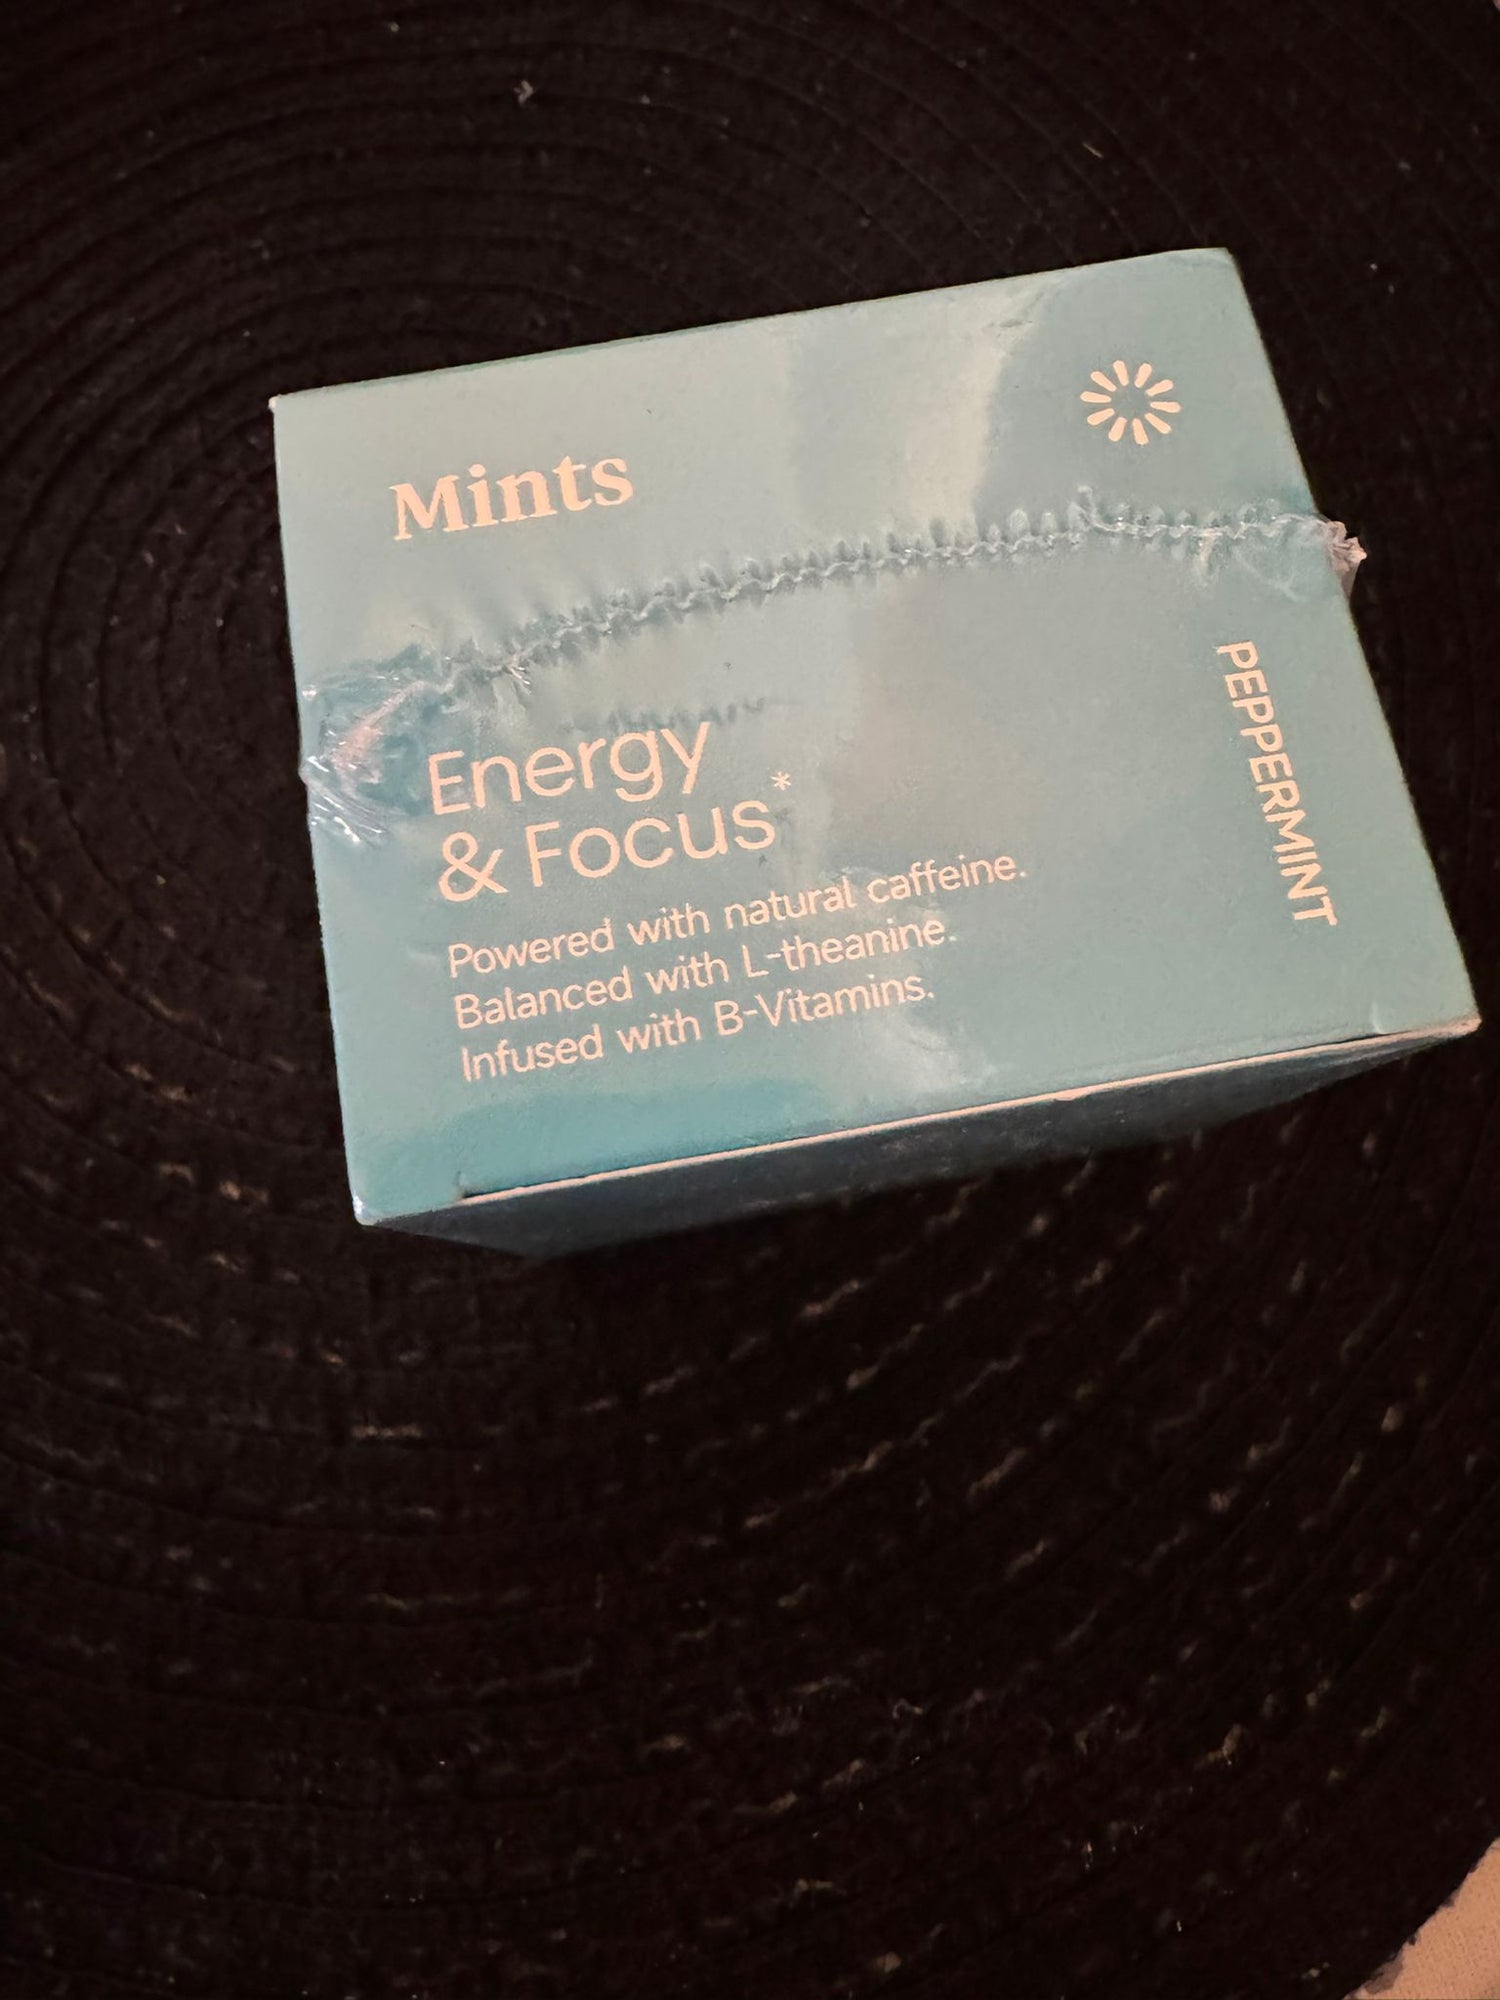 Mints
Energy
& Focus*
Powered with natural caffeine.
Balanced with L-theanine.
Infused with B-Vitamins.
PEPPERMINT